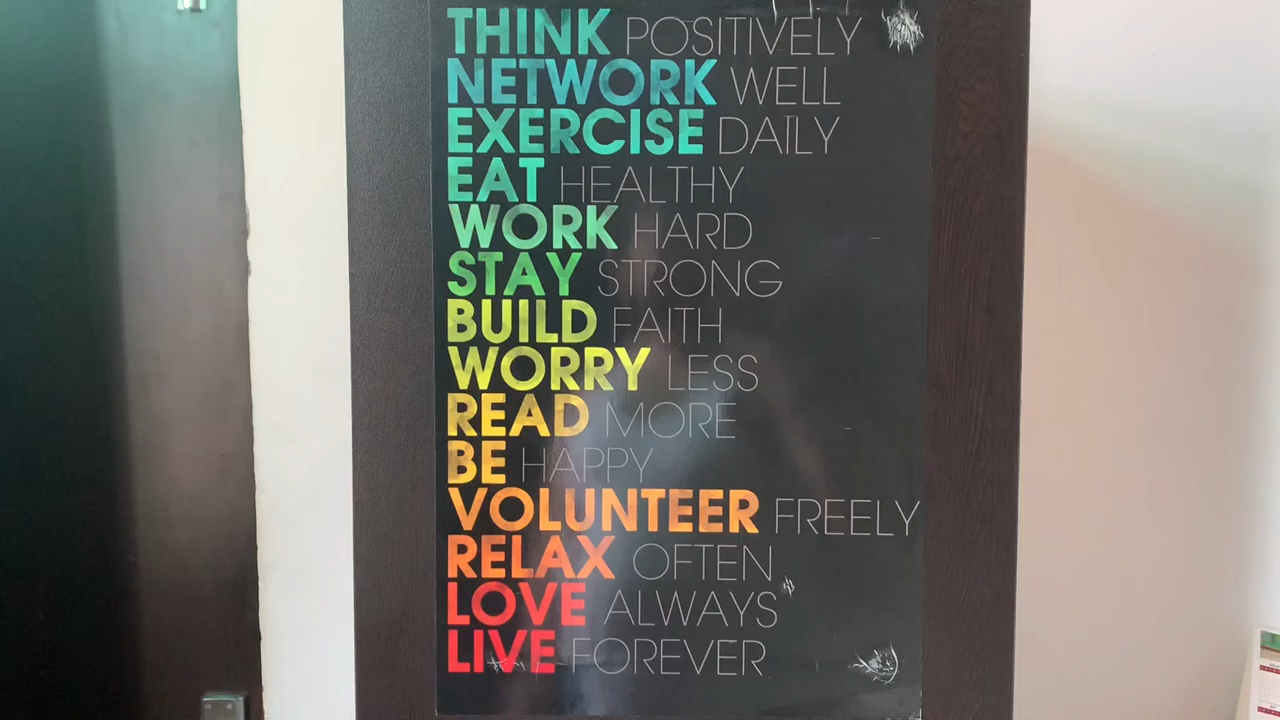 THINK POSITIVELY
NETWORK WELL
EXERCISE DAILY
EAT HEALTHY
WORK HARD
STAY STRONG
BUILD FAITH
WORRY LESS
READ MORE
BE HAPPY
VOLUNTEER FREELY
RELAX OFTEN
LOVE ALWAYS
LIVE FOREVER